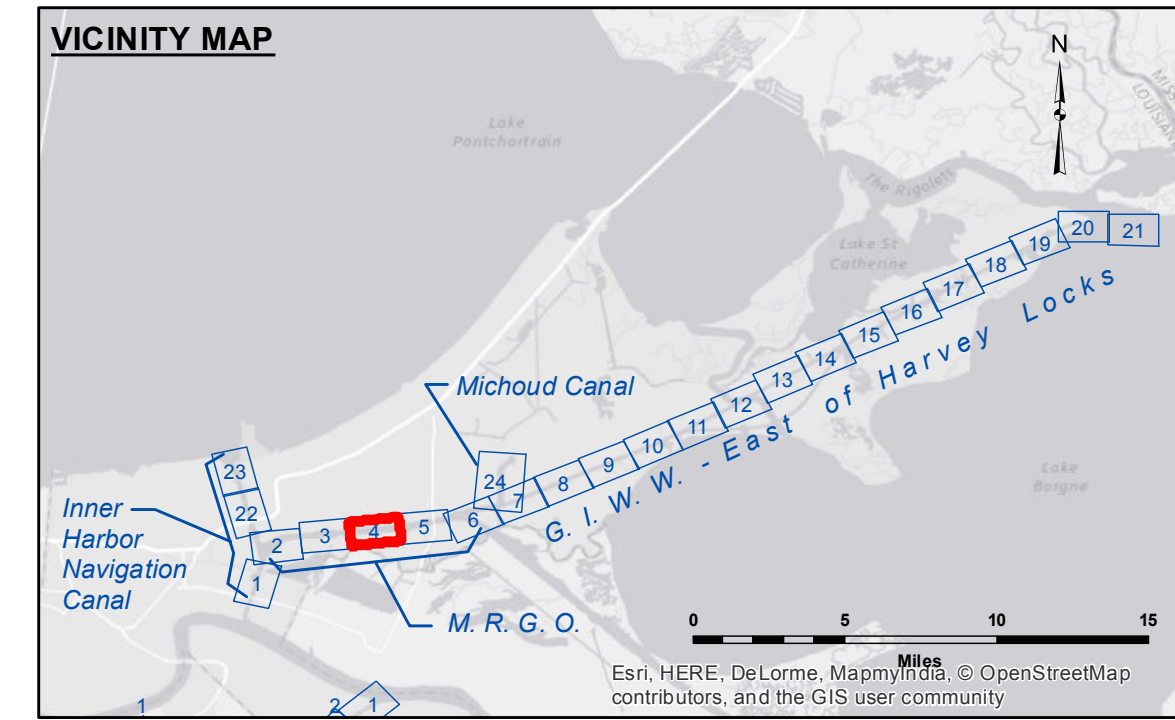 VICINITY MAP
N
MISS
LOUISIAN
Lake
Pontchartrain
The Rigolets
Lake St
Catherine
20
21
19
18
17
16
15
14
13
12
11
10
9
8
7
24
6
5
4
3
2
1
22
23
Michoud Canal
G. I. W. W. - East of Harvey Locks
Lake
Borgne
Inner
Harbor
Navigation
Canal
M. R. G. O.
0 5 10 15
Miles
Esri, HERE, DeLorme, MapmyIndia, © OpenStreetMap
contributors, and the GIS user community
1
2
1